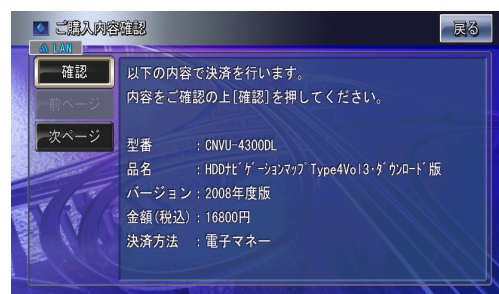 ご購入内容確認
戻る
LAN
確認
前ページ
次ページ
以下の内容で決済を行います。
内容をご確認の上[確認]を押してください。
型番 :CNVU-4300DL
品名 :HDDﾅﾋﾞｹﾞｰｼｮﾝﾏｯﾌﾟType4Vol3･ﾀﾞｳﾝﾛｰﾄﾞ版
バージョン:2008年度版
金額(税込):16800円
決済方法 :電子マネー